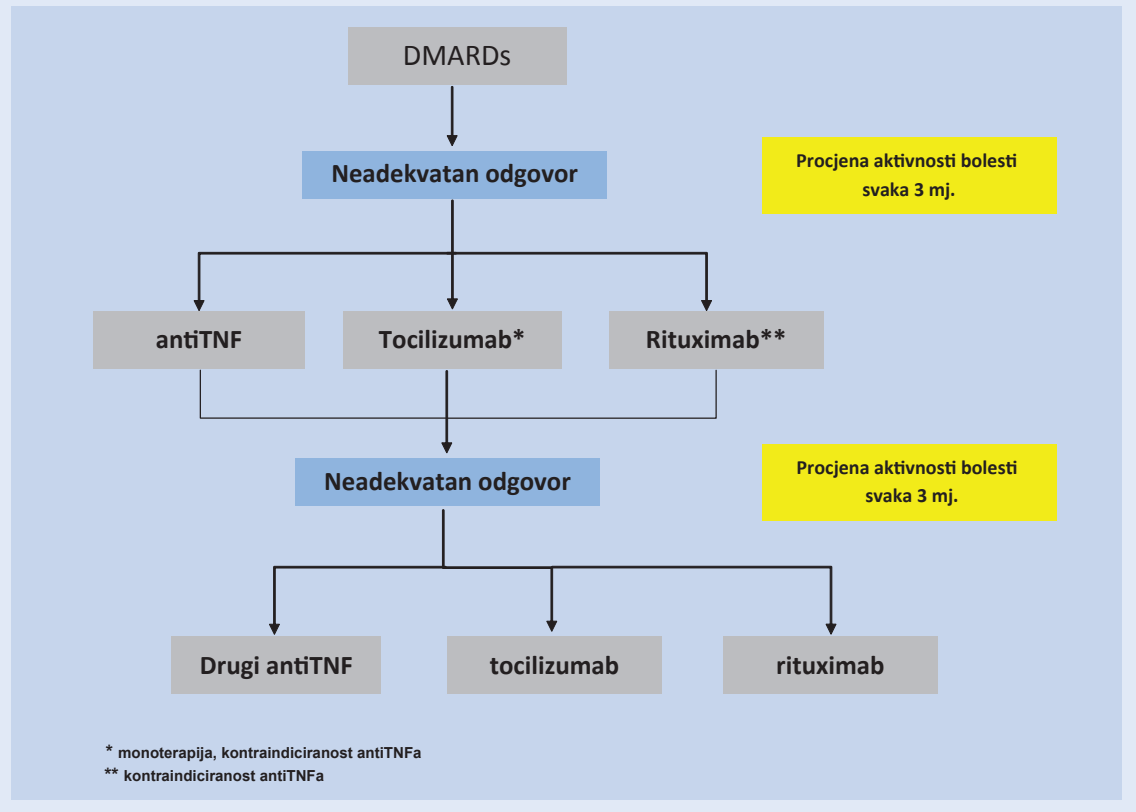 DMARDs
Neadekvatan odgovor
Procjena aktivnosti bolesti
svaka 3 mj.
antiTNF
Tocilizumab*
Rituximab**
Neadekvatan odgovor
Procjena aktivnosti bolesti
svaka 3 mj.
Drugi antiTNF
tocilizumab
rituximab
* monoterapija, kontraindiciranost antiTNFa
** kontraindiciranost antiTNFa